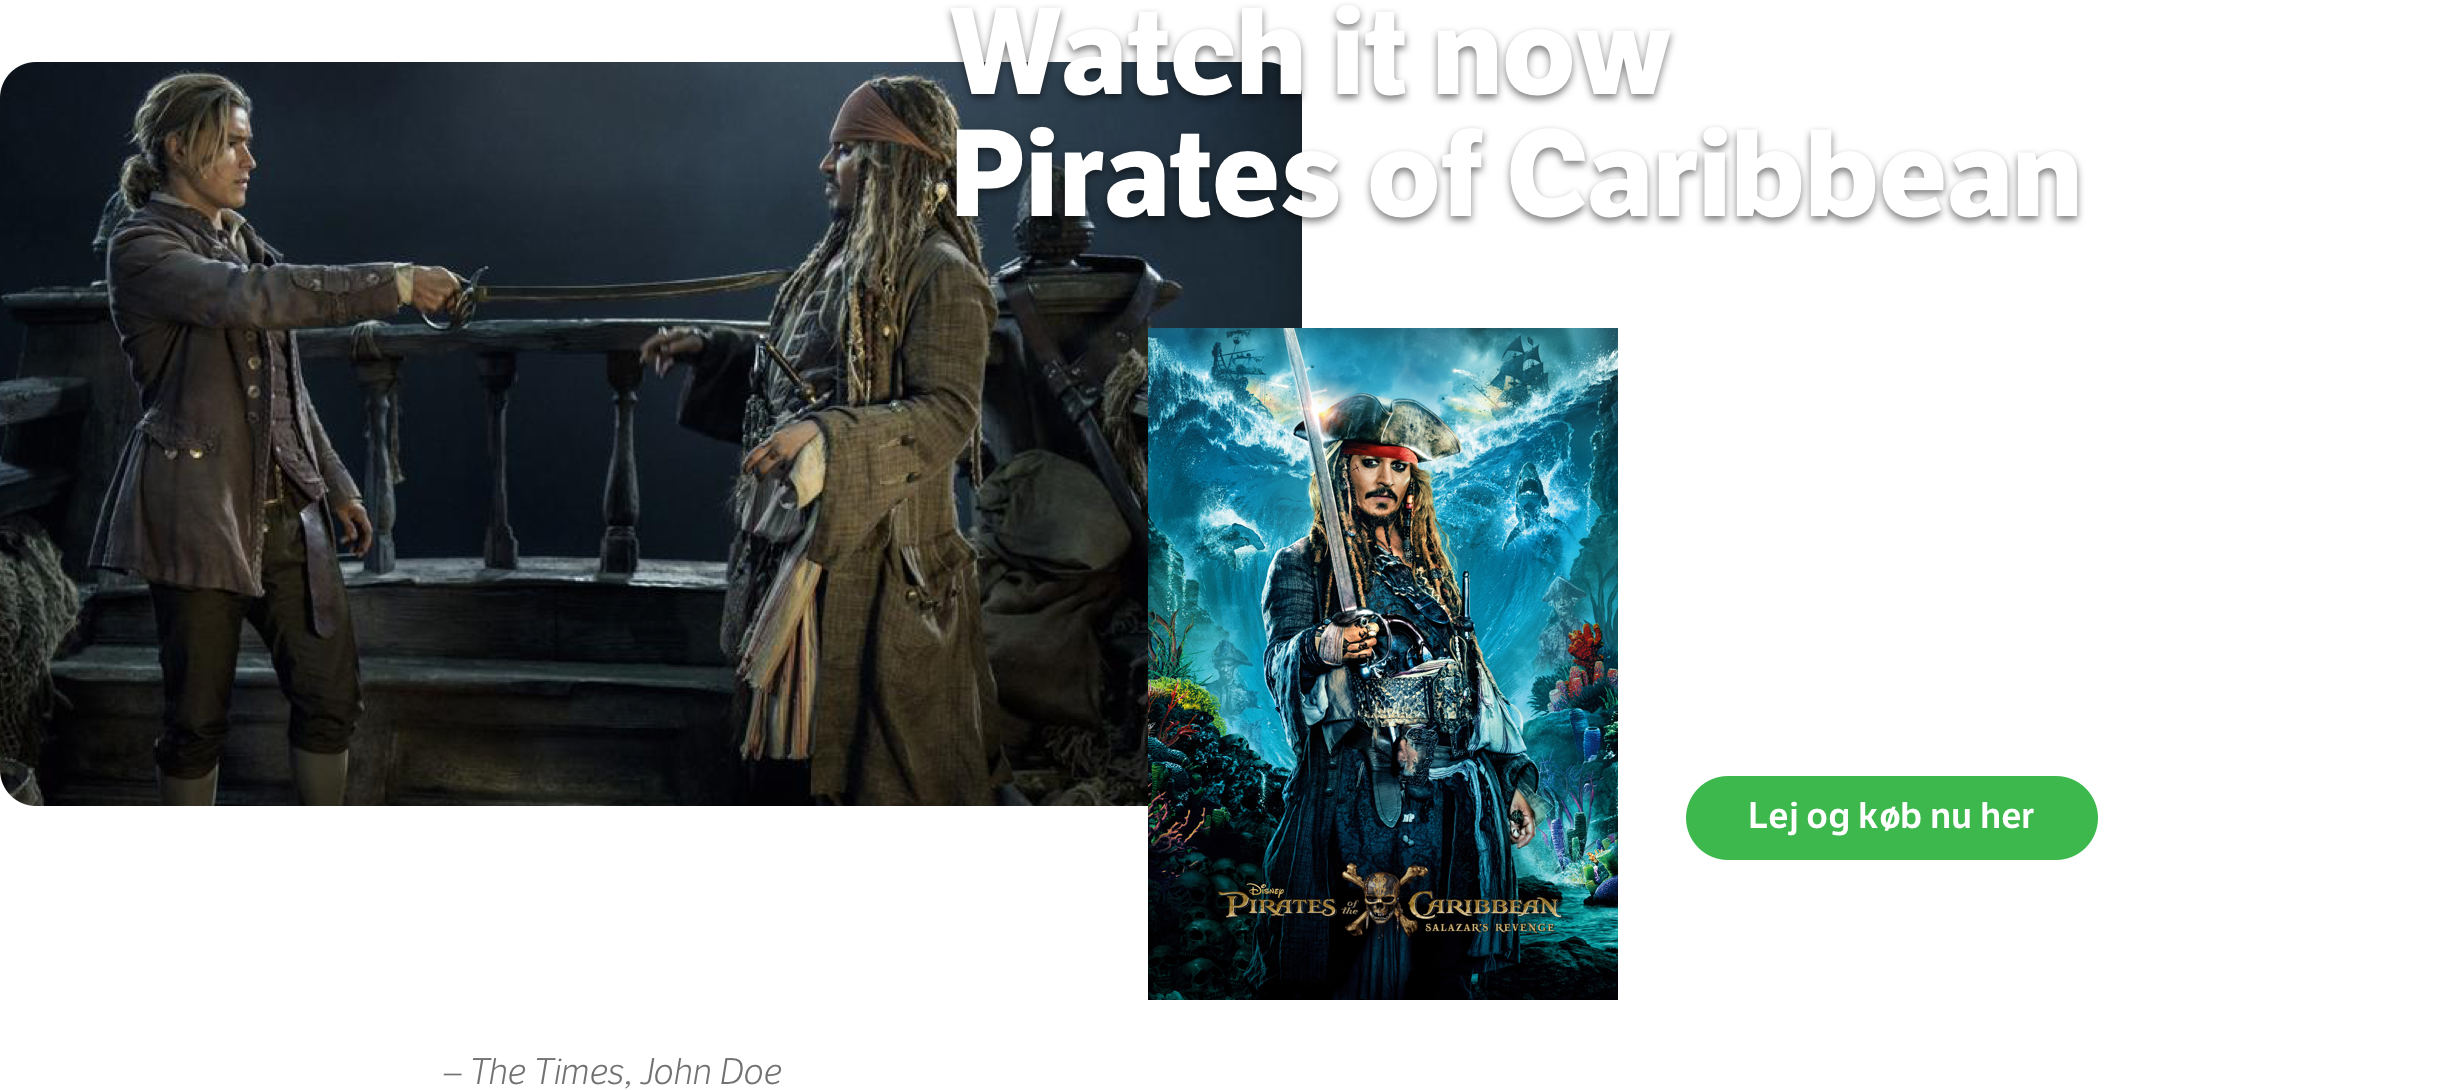 Watch it now
Pirates of Caribbean
Disney
PIRATES of the CARIBBEAN
SALAZAR'S REVENGE
Lej og køb nu her
– The Times, John Doe